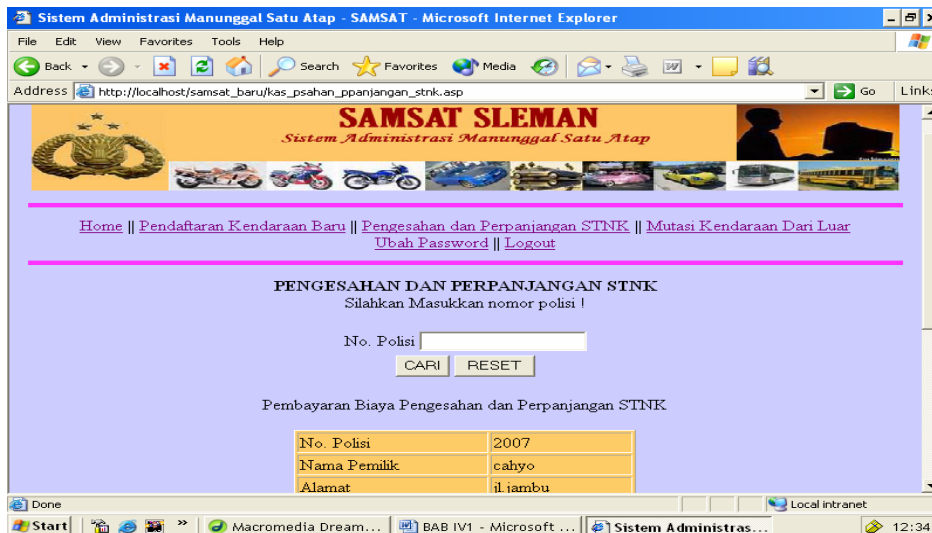 Sistem Administrasi Manunggal Satu Atap - SAMSAT - Microsoft Internet Explorer
File Edit View Favorites Tools Help
Back Search Favorites Media
Address http://localhost/samsat_baru/kas_psahan_ppanjangan_stnk.asp Go Links
SAMSAT SLEMAN
Sistem Administrasi Manunggal Satu Atap
Home || Pendaftaran Kendaraan Baru || Pengesahan dan Perpanjangan STNK || Mutasi Kendaraan Dari Luar
Ubah Password || Logout
PENGESAHAN DAN PERPANJANGAN STNK
Silahkan Masukkan nomor polisi !
No. Polisi
CARI RESET
Pembayaran Biaya Pengesahan dan Perpanjangan STNK
No. Polisi 2007
Nama Pemilik cahyo
Alamat jl.jambu
Done Local intranet
Start » Macromedia Dream... BAB IV1 - Microsoft ... Sistem Administras... 12:34